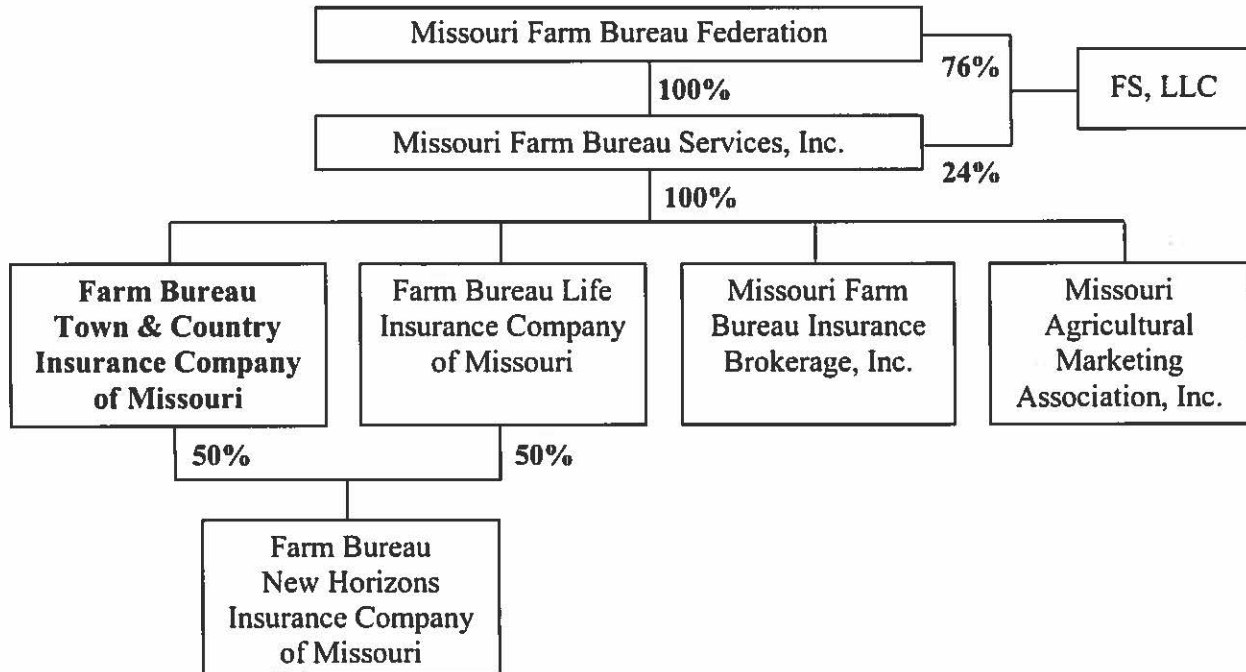 Missouri Farm Bureau Federation
76%
100%
FS, LLC
Missouri Farm Bureau Services, Inc.
24%
100%
Farm Bureau
Town & Country
Insurance Company
of Missouri
Farm Bureau Life
Insurance Company
of Missouri
Missouri Farm
Bureau Insurance
Brokerage, Inc.
Missouri
Agricultural
Marketing
Association, Inc.
50%
50%
Farm Bureau
New Horizons
Insurance Company
of Missouri